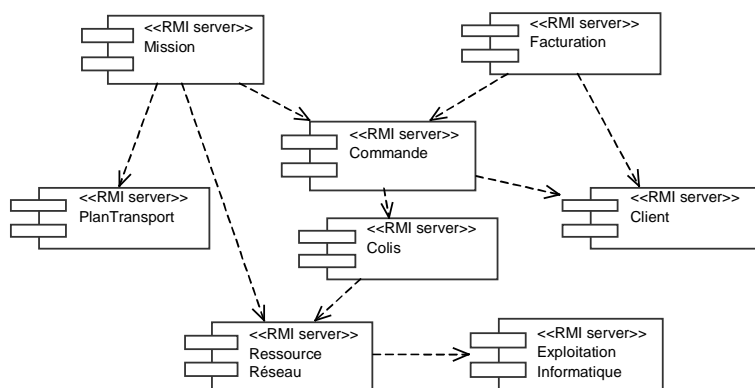 <<RMI server>>
Mission
<<RMI server>>
Facturation
<<RMI server>>
Commande
<<RMI server>>
PlanTransport
<<RMI server>>
Client
<<RMI server>>
Colis
<<RMI server>>
Ressource
Réseau
<<RMI server>>
Exploitation
Informatique